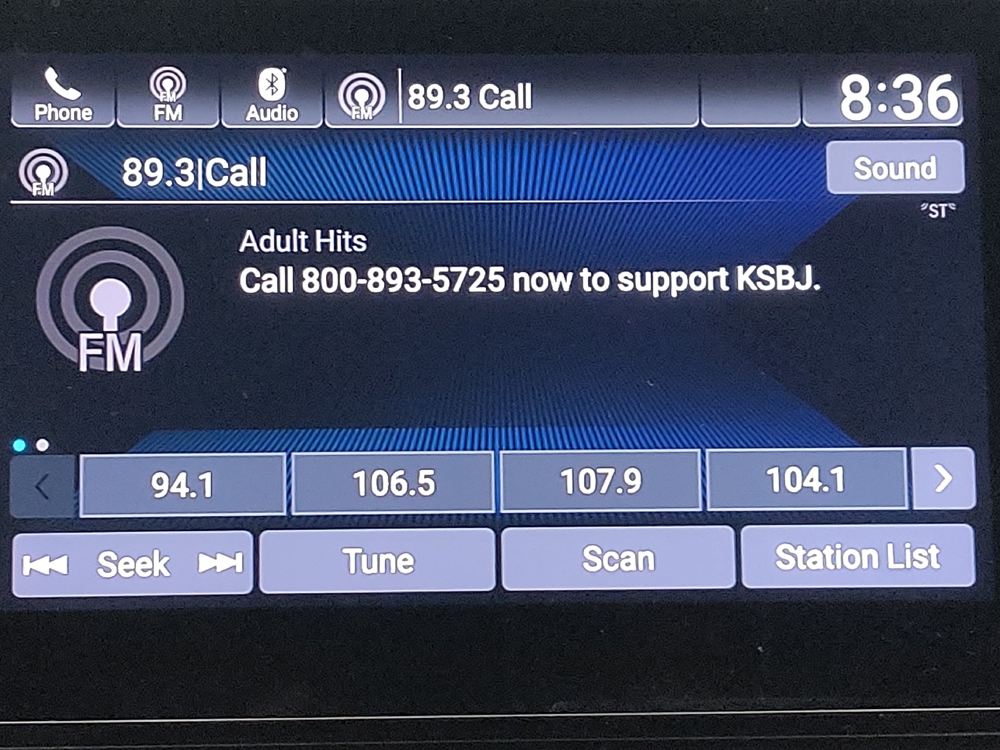 Phone
FM
FM
Audio
FM
89.3 Call
8:36
FM
89.3|Call
Sound
"ST"
FM
Adult Hits
Call 800-893-5725 now to support KSBJ.
94.1
106.5
107.9
104.1
Seek
Tune
Scan
Station List